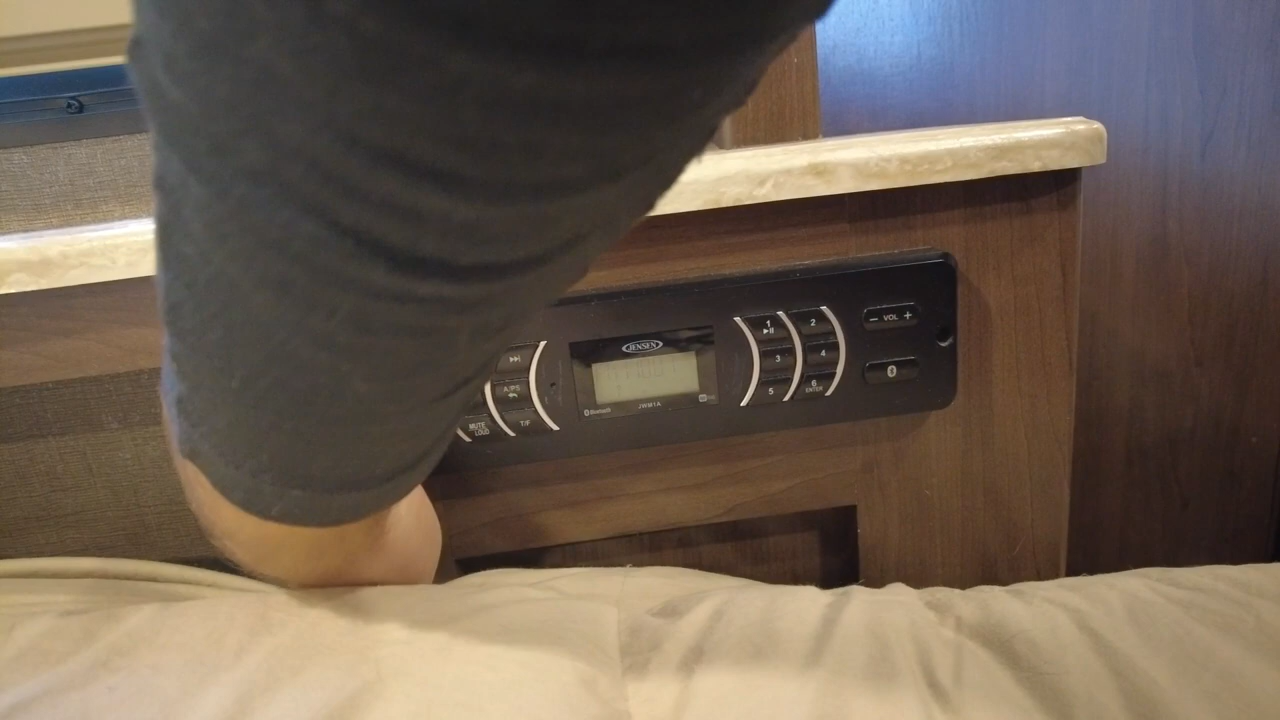 JENSEN
Bluetooth
JWM1A
A/PS
MUTE
LOUD
T/F
1
2
3
4
5
6
ENTER
− VOL +